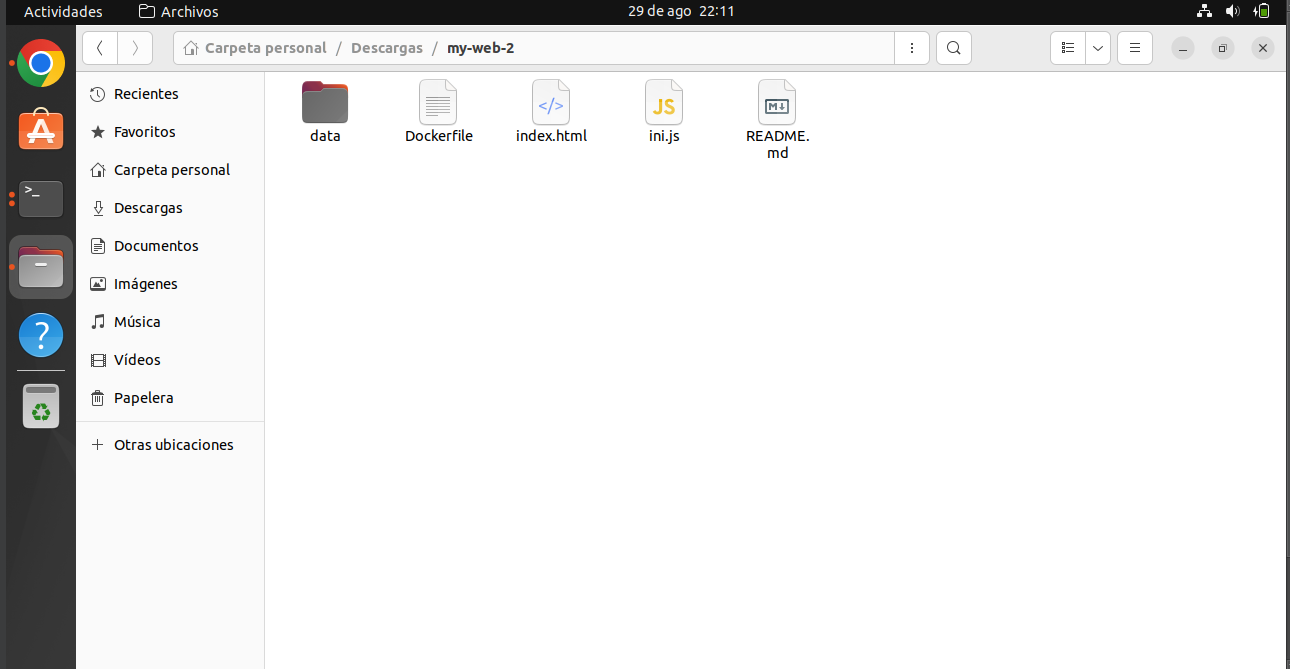 Actividades Archivos 29 de ago 22:11
Carpeta personal / Descargas / my-web-2
Recientes
Favoritos
Carpeta personal
Descargas
Documentos
Imágenes
Música
Vídeos
Papelera
Otras ubicaciones
data
Dockerfile
</>
index.html
JS
ini.js
M
README.
md
>_
?